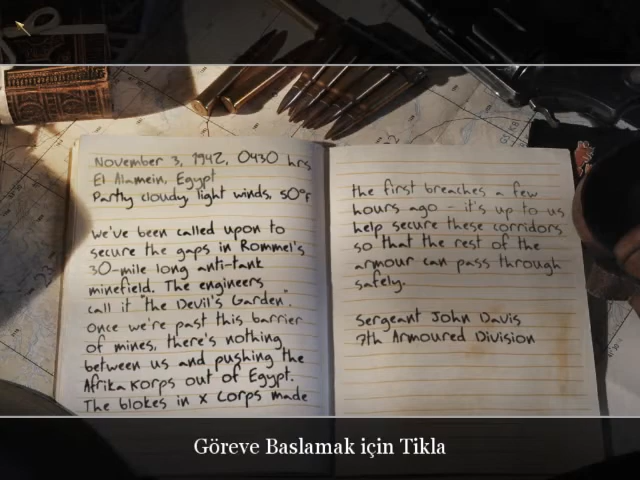 November 3, 1942, 0430 hrs
El Alamein, Egypt
Partly cloudy light winds, 50°F
We've been called upon to
secure the gaps in Rommel's
30-mile long anti-tank
minefield. The engineers
call it "the Devil's Garden".
Once we're past this barrier
of mines, there's nothing
between us and pushing the
Afrika Korps out of Egypt.
The blokes in X Corps made
the first breaches a few
hours ago - it's up to us
help secure these corridors
so that the rest of the
armour can pass through
safely.
Sergeant John Davis
7th Armoured Division
Göreve Baslamak için Tikla